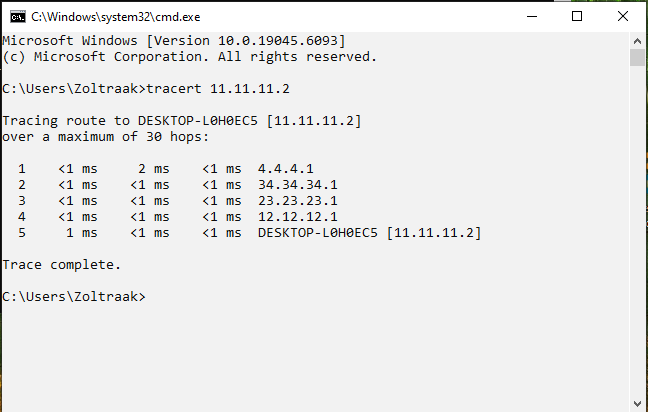 C:\Windows\system32\cmd.exe
Microsoft Windows [Version 10.0.19045.6093]
(c) Microsoft Corporation. All rights reserved.
C:\Users\Zoltraak>tracert 11.11.11.2
Tracing route to DESKTOP-L0H0EC5 [11.11.11.2]
over a maximum of 30 hops:
1 <1 ms 2 ms <1 ms 4.4.4.1
2 <1 ms <1 ms <1 ms 34.34.34.1
3 <1 ms <1 ms <1 ms 23.23.23.1
4 <1 ms <1 ms <1 ms 12.12.12.1
5 1 ms <1 ms <1 ms DESKTOP-L0H0EC5 [11.11.11.2]
Trace complete.
C:\Users\Zoltraak>